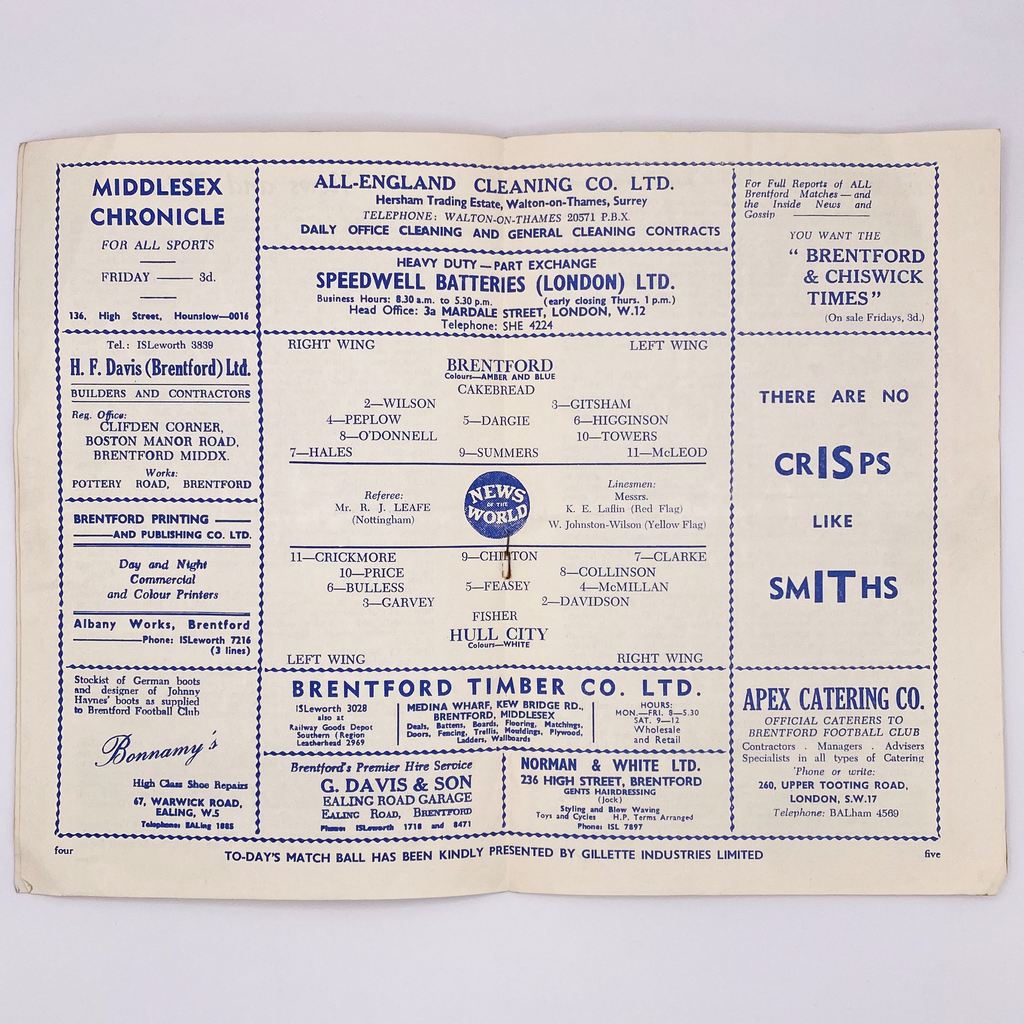 MIDDLESEX
CHRONICLE
FOR ALL SPORTS
FRIDAY —— 3d.
136, High Street, Hounslow—0016
Tel.: ISLeworth 3839
H. F. Davis (Brentford) Ltd.
BUILDERS AND CONTRACTORS
Reg. Office:
CLIFDEN CORNER,
BOSTON MANOR ROAD,
BRENTFORD MIDDX.
Works:
POTTERY ROAD, BRENTFORD
BRENTFORD PRINTING ——
——AND PUBLISHING CO. LTD.
Day and Night
Commercial
and Colour Printers
Albany Works, Brentford
——Phone: ISLeworth 7216
(3 lines)
Stockist of German boots
and designer of Johnny
Haynes' boots as supplied
to Brentford Football Club
Bonnamy's
High Class Shoe Repairs
67, WARWICK ROAD,
EALING, W.5
Telephone: EALing 1885
ALL-ENGLAND CLEANING CO. LTD.
Hersham Trading Estate, Walton-on-Thames, Surrey
TELEPHONE: WALTON-ON-THAMES 20571 P.B.X.
DAILY OFFICE CLEANING AND GENERAL CLEANING CONTRACTS
HEAVY DUTY—PART EXCHANGE
SPEEDWELL BATTERIES (LONDON) LTD.
Business Hours: 8.30 a.m. to 5.30 p.m. (early closing Thurs. 1 p.m.)
Head Office: 3a MARDALE STREET, LONDON, W.12
Telephone: SHE 4224
RIGHT WING LEFT WING
BRENTFORD
Colours—AMBER AND BLUE
CAKEBREAD
2—WILSON 3—GITSHAM
4—PEPLOW 5—DARGIE 6—HIGGINSON
8—O'DONNELL 10—TOWERS
7—HALES 9—SUMMERS 11—McLEOD
Referee:
Mr. R. J. LEAFE
(Nottingham)
NEWS
OF THE
WORLD
Linesmen:
Messrs.
K. E. Laflin (Red Flag)
W. Johnston-Wilson (Yellow Flag)
11—CRICKMORE 9—CHILTON 7—CLARKE
10—PRICE 8—COLLINSON
6—BULLESS 5—FEASEY 4—McMILLAN
3—GARVEY 2—DAVIDSON
FISHER
HULL CITY
Colours—WHITE
LEFT WING RIGHT WING
BRENTFORD TIMBER CO. LTD.
ISLeworth 3028
also at
Railway Goods Depot
Southern (Region
Leatherhead 2969
MEDINA WHARF, KEW BRIDGE RD.,
BRENTFORD, MIDDLESEX
Deals, Battens, Boards, Flooring, Matchings,
Doors, Fencing, Trellis, Mouldings, Plywood,
Ladders, Wallboards
HOURS:
MON.—FRI. 8—5.30
SAT. 9—12
Wholesale
and Retail
Brentford's Premier Hire Service
G. DAVIS & SON
EALING ROAD GARAGE
EALING ROAD, BRENTFORD
Phones: ISLeworth 1718 and 8471
NORMAN & WHITE LTD.
236 HIGH STREET, BRENTFORD
GENTS HAIRDRESSING
(Jock)
Styling and Blow Waving
Toys and Cycles H.P. Terms Arranged
Phone: ISL 7897
For Full Reports of ALL
Brentford Matches—and
the Inside News and
Gossip ——
YOU WANT THE
" BRENTFORD
& CHISWICK
TIMES "
(On sale Fridays, 3d.)
THERE ARE NO
CRISPS
LIKE
SMITHS
APEX CATERING CO.
OFFICIAL CATERERS TO
BRENTFORD FOOTBALL CLUB
Contractors . Managers . Advisers
Specialists in all types of Catering
'Phone or write:
260, UPPER TOOTING ROAD,
LONDON, S.W.17
Telephone: BALham 4569
four
TO-DAY'S MATCH BALL HAS BEEN KINDLY PRESENTED BY GILLETTE INDUSTRIES LIMITED
five